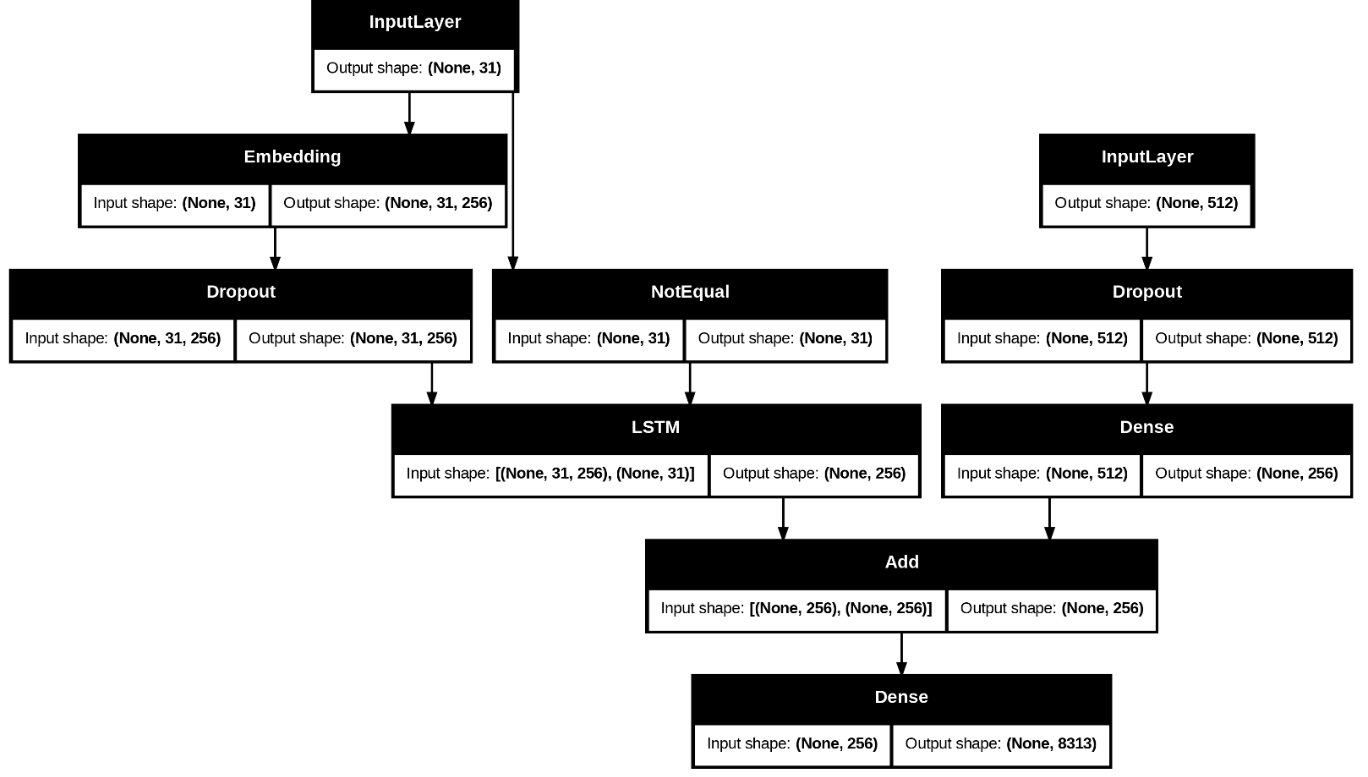 InputLayer
Output shape: (None, 31)
Embedding
Input shape: (None, 31) Output shape: (None, 31, 256)
InputLayer
Output shape: (None, 512)
Dropout
Input shape: (None, 31, 256) Output shape: (None, 31, 256)
NotEqual
Input shape: (None, 31) Output shape: (None, 31)
Dropout
Input shape: (None, 512) Output shape: (None, 512)
LSTM
Input shape: [(None, 31, 256), (None, 31)] Output shape: (None, 256)
Dense
Input shape: (None, 512) Output shape: (None, 256)
Add
Input shape: [(None, 256), (None, 256)] Output shape: (None, 256)
Dense
Input shape: (None, 256) Output shape: (None, 8313)